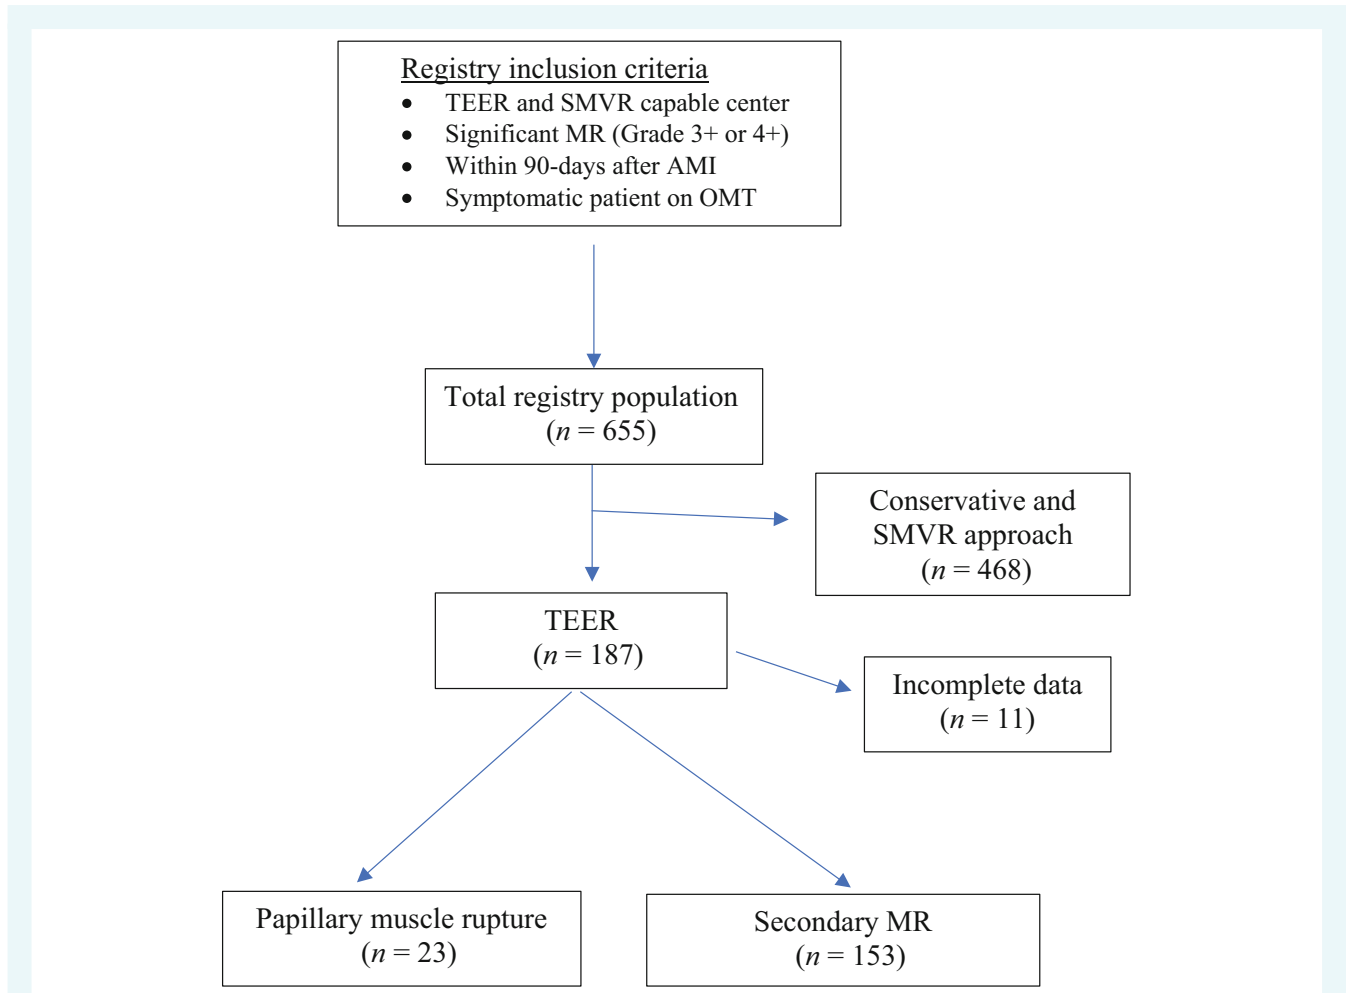 Registry inclusion criteria
• TEER and SMVR capable center
• Significant MR (Grade 3+ or 4+)
• Within 90-days after AMI
• Symptomatic patient on OMT
Total registry population
(n = 655)
Conservative and
SMVR approach
(n = 468)
TEER
(n = 187)
Incomplete data
(n = 11)
Papillary muscle rupture
(n = 23)
Secondary MR
(n = 153)